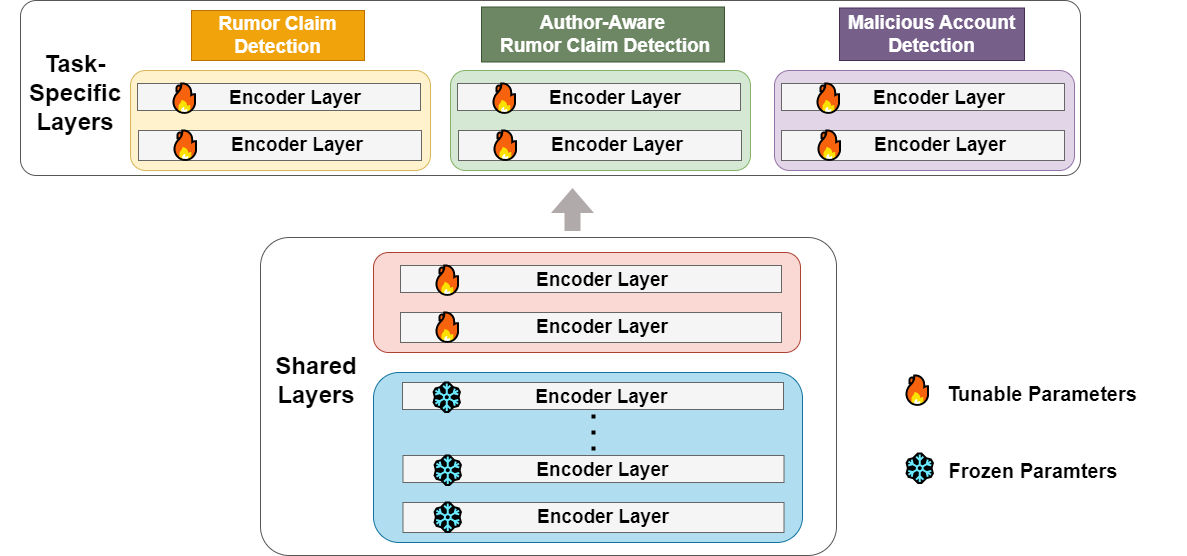 Task-
Specific
Layers
Rumor Claim
Detection
Encoder Layer
Encoder Layer
Author-Aware
Rumor Claim Detection
Encoder Layer
Encoder Layer
Malicious Account
Detection
Encoder Layer
Encoder Layer
Shared
Layers
Encoder Layer
Encoder Layer
Encoder Layer
Encoder Layer
Encoder Layer
Tunable Parameters
Frozen Paramters